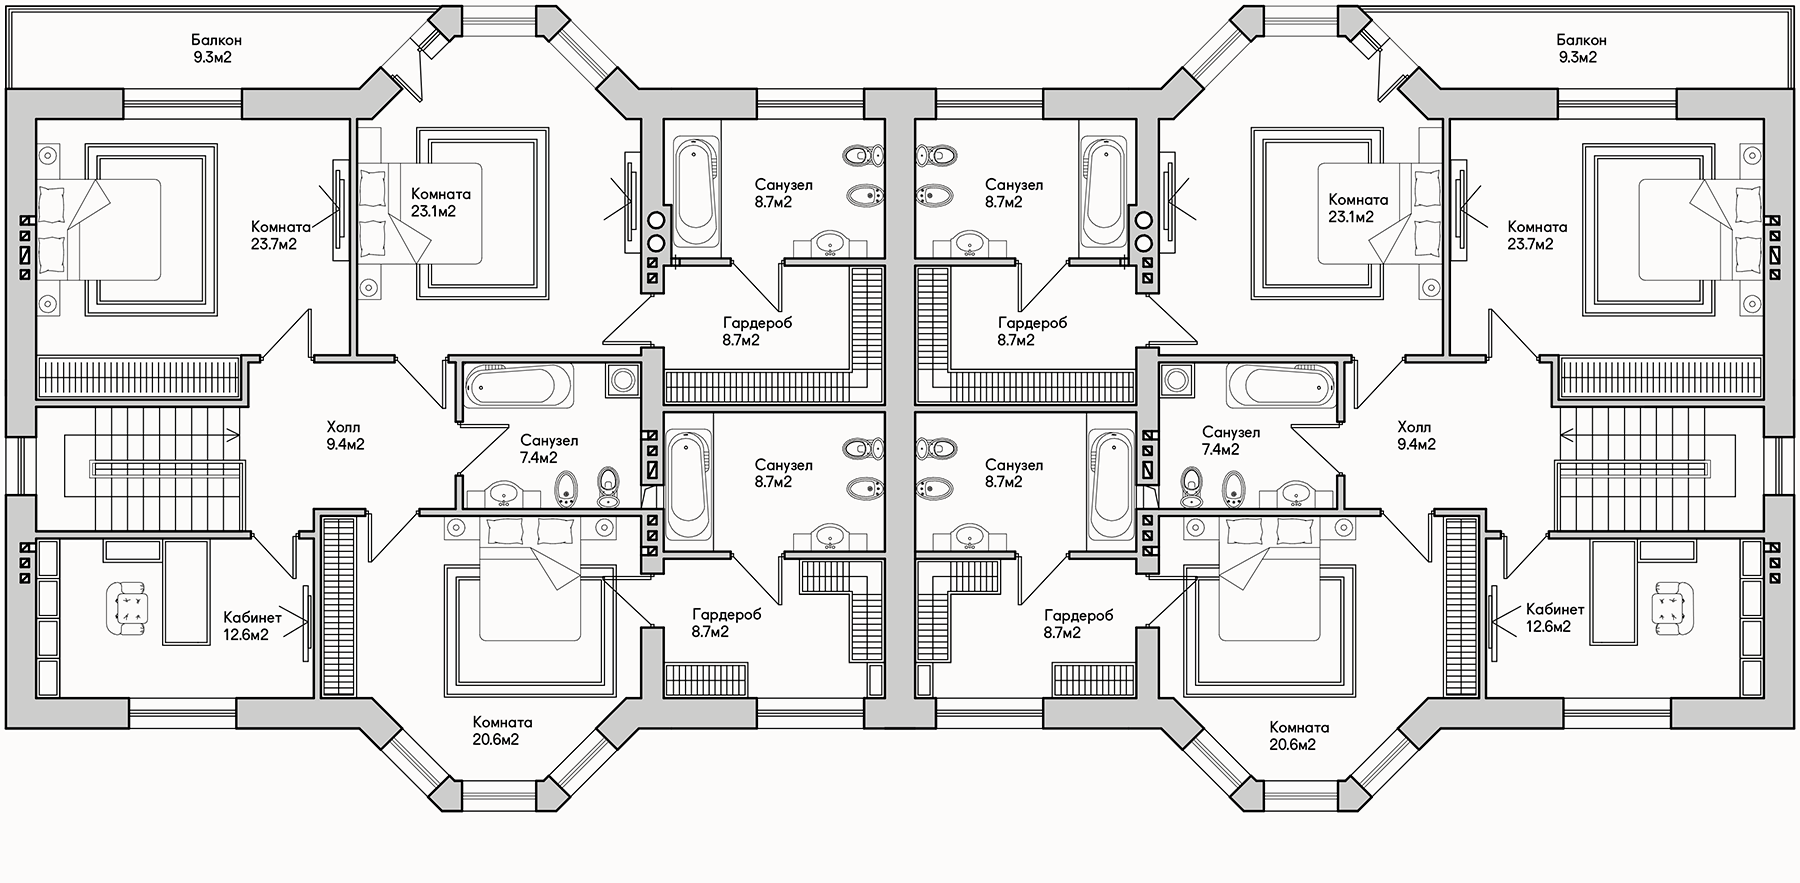 Балкон
9.3м2
Балкон
9.3м2
Комната
23.7м2
Комната
23.1м2
Санузел
8.7м2
Санузел
8.7м2
Комната
23.1м2
Комната
23.7м2
Гардероб
8.7м2
Гардероб
8.7м2
Холл
9.4м2
Санузел
7.4м2
Санузел
8.7м2
Санузел
8.7м2
Санузел
7.4м2
Холл
9.4м2
Кабинет
12.6м2
Гардероб
8.7м2
Гардероб
8.7м2
Кабинет
12.6м2
Комната
20.6м2
Комната
20.6м2